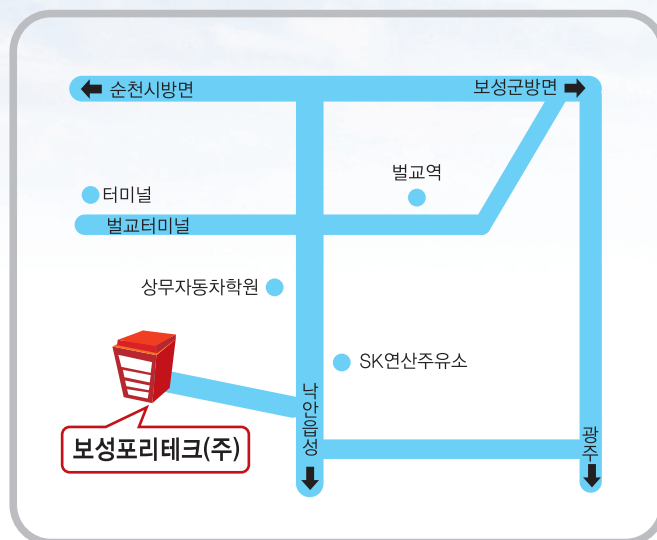 순천시방면
보성군방면
벌교역
터미널
벌교터미널
상무자동차학원
SK연산주유소
낙안읍성
보성포리테크(주)
광주